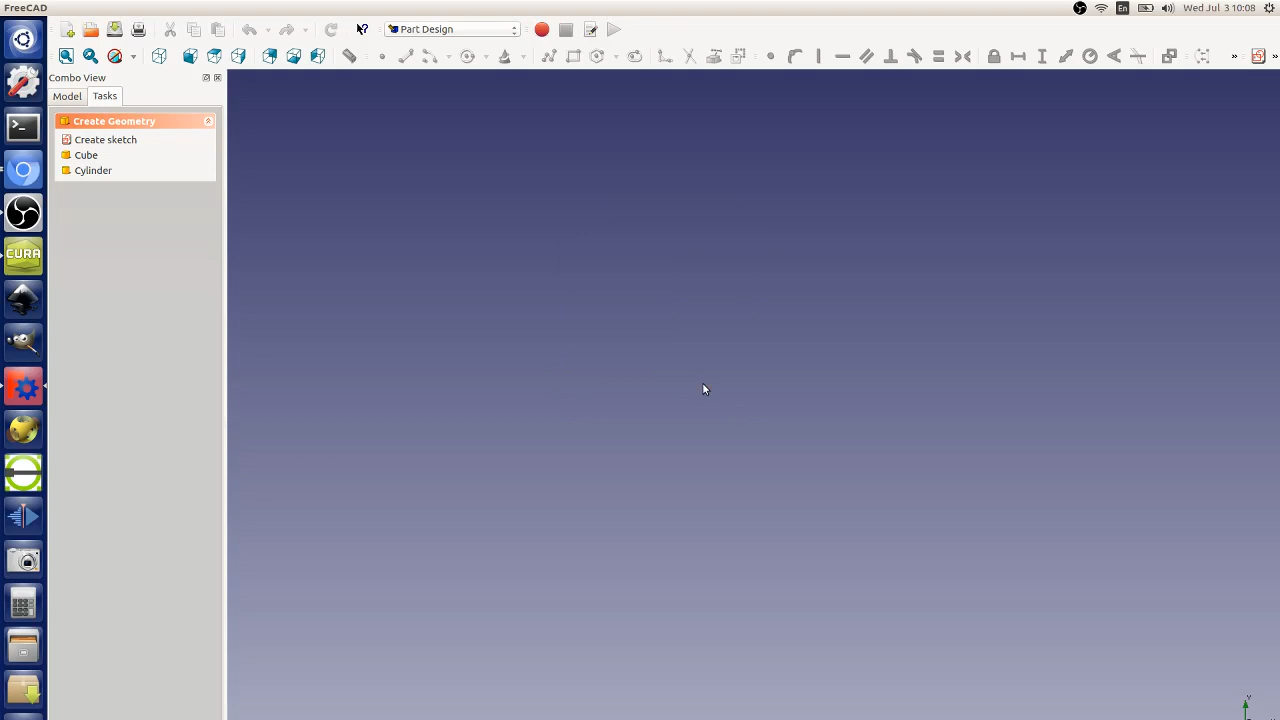 FreeCAD
En
Wed Jul 3 10:08
Part Design
Combo View
Model
Tasks
Create Geometry
Create sketch
Cube
Cylinder
>_
CURA
Y